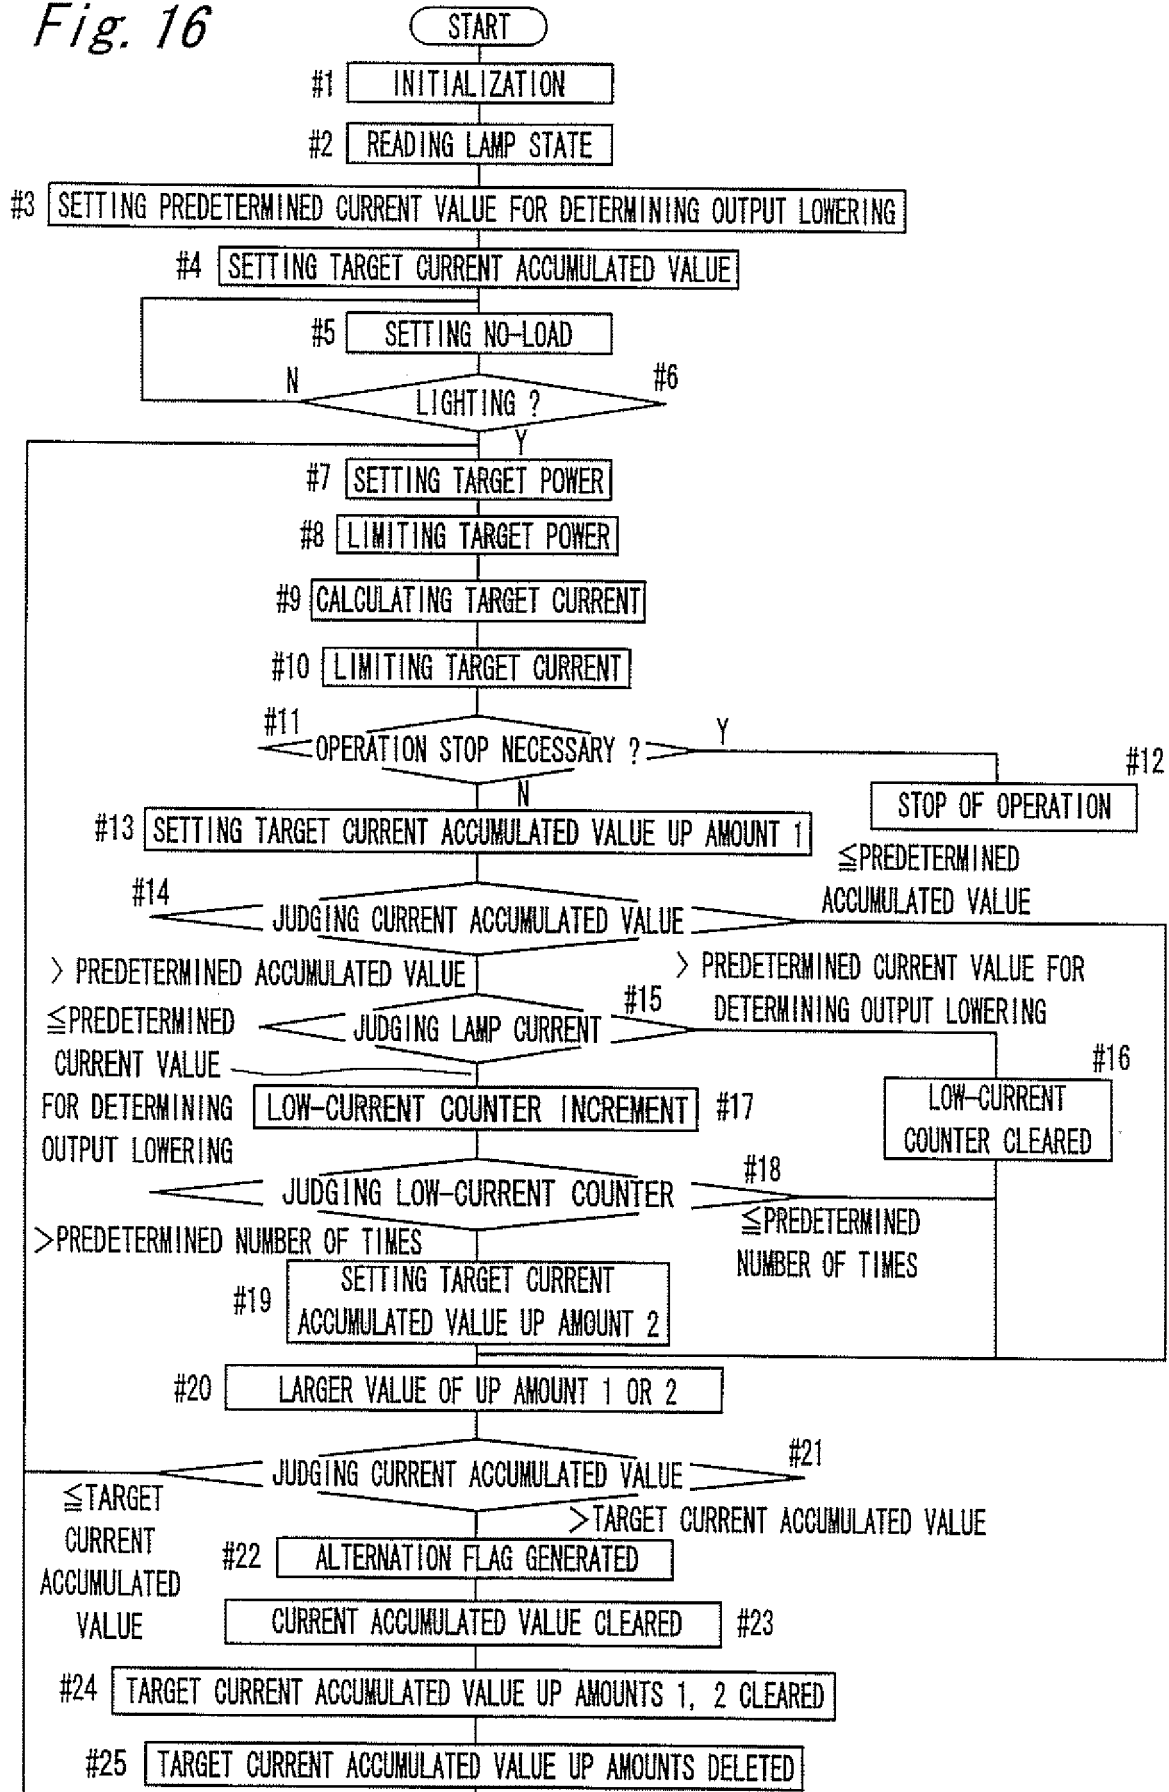 Fig. 16
START
#1 INITIALIZATION
#2 READING LAMP STATE
#3 SETTING PREDETERMINED CURRENT VALUE FOR DETERMINING OUTPUT LOWERING
#4 SETTING TARGET CURRENT ACCUMULATED VALUE
#5 SETTING NO-LOAD
N
LIGHTING ?
#6
Y
#7 SETTING TARGET POWER
#8 LIMITING TARGET POWER
#9 CALCULATING TARGET CURRENT
#10 LIMITING TARGET CURRENT
#11
OPERATION STOP NECESSARY ?
Y
#12
STOP OF OPERATION
N
#13 SETTING TARGET CURRENT ACCUMULATED VALUE UP AMOUNT 1
#14
JUDGING CURRENT ACCUMULATED VALUE
≦PREDETERMINED
ACCUMULATED VALUE
> PREDETERMINED ACCUMULATED VALUE
#15
JUDGING LAMP CURRENT
> PREDETERMINED CURRENT VALUE FOR
DETERMINING OUTPUT LOWERING
≦PREDETERMINED
CURRENT VALUE
FOR DETERMINING
OUTPUT LOWERING
#16
LOW-CURRENT
COUNTER CLEARED
LOW-CURRENT COUNTER INCREMENT #17
JUDGING LOW-CURRENT COUNTER
#18
≦PREDETERMINED
NUMBER OF TIMES
>PREDETERMINED NUMBER OF TIMES
#19
SETTING TARGET CURRENT
ACCUMULATED VALUE UP AMOUNT 2
#20 LARGER VALUE OF UP AMOUNT 1 OR 2
JUDGING CURRENT ACCUMULATED VALUE
#21
≦TARGET
CURRENT
ACCUMULATED
VALUE
>TARGET CURRENT ACCUMULATED VALUE
#22 ALTERNATION FLAG GENERATED
CURRENT ACCUMULATED VALUE CLEARED #23
#24 TARGET CURRENT ACCUMULATED VALUE UP AMOUNTS 1, 2 CLEARED
#25 TARGET CURRENT ACCUMULATED VALUE UP AMOUNTS DELETED